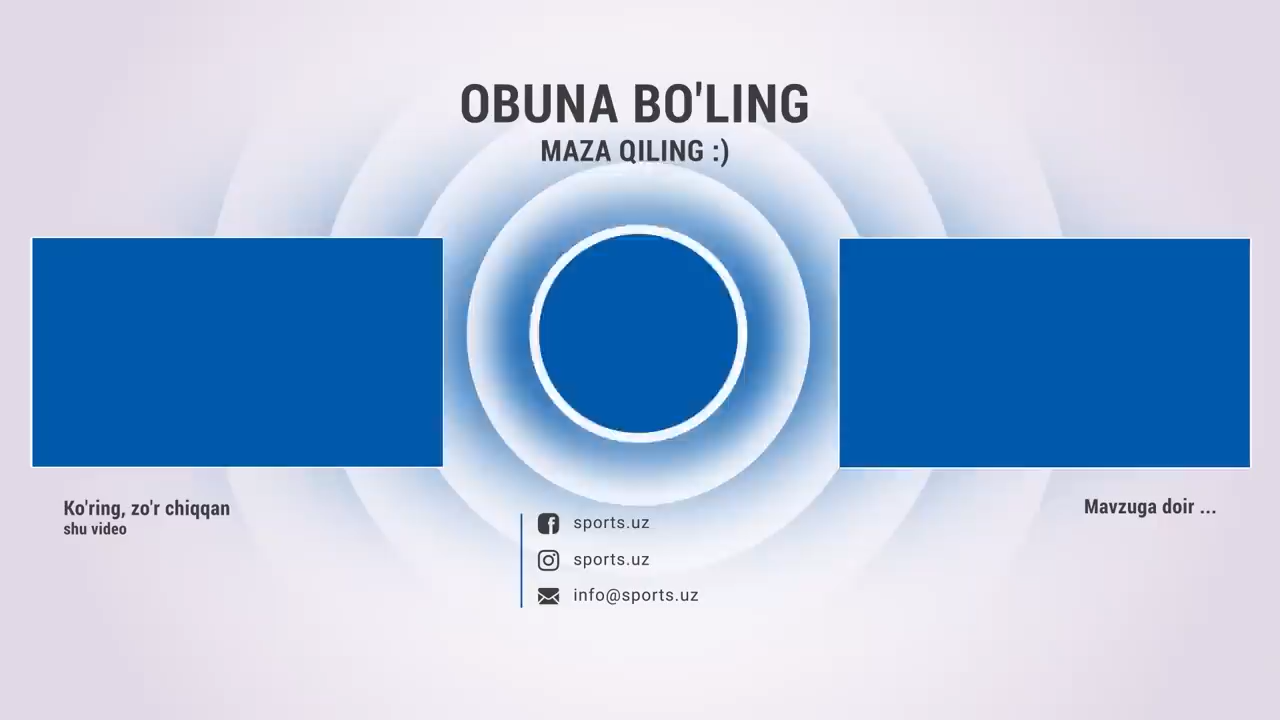 OBUNA BO'LING
MAZA QILING :)
Ko'ring, zo'r chiqqan
shu video
Mavzuga doir ...
sports.uz
sports.uz
info@sports.uz